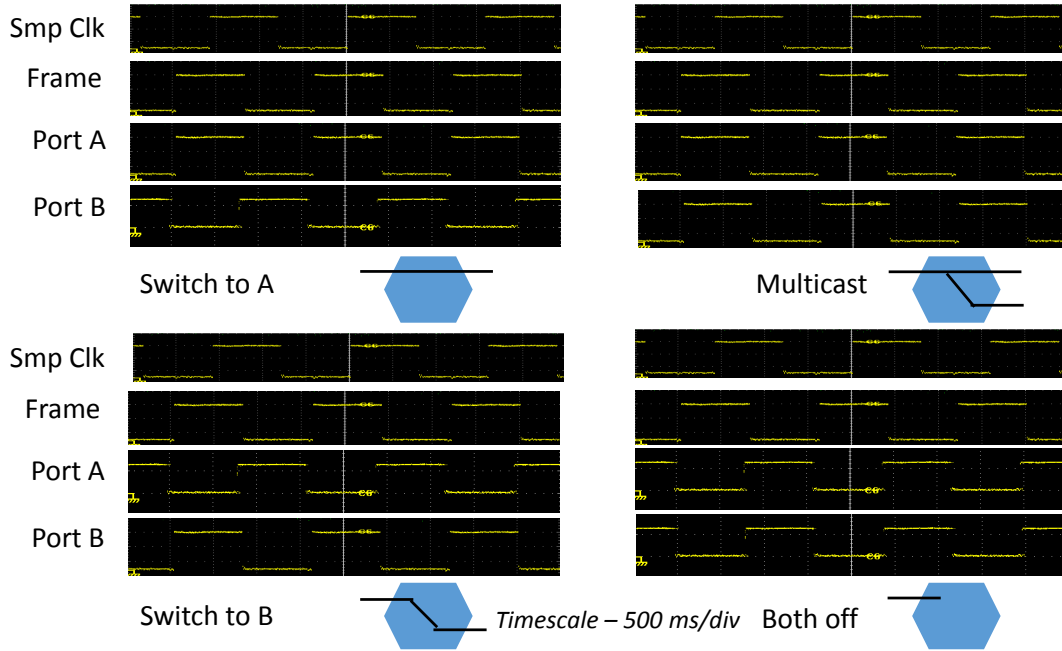 Smp Clk
Frame
Port A
Port B
Switch to A
Multicast
Smp Clk
Frame
Port A
Port B
Switch to B
Timescale – 500 ms/div
Both off